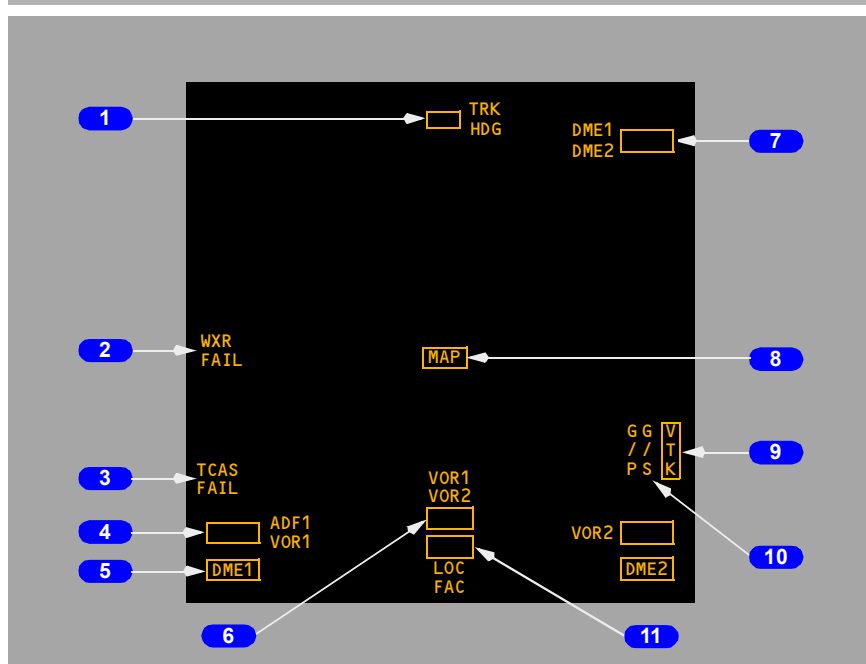 1
TRK
HDG
DME1
DME2
7
2
WXR
FAIL
MAP
8
G G V
/ / T
P S K
9
3
TCAS
FAIL
VOR1
VOR2
4
ADF1
VOR1
VOR2
10
5
DME1
LOC
FAC
DME2
6
11